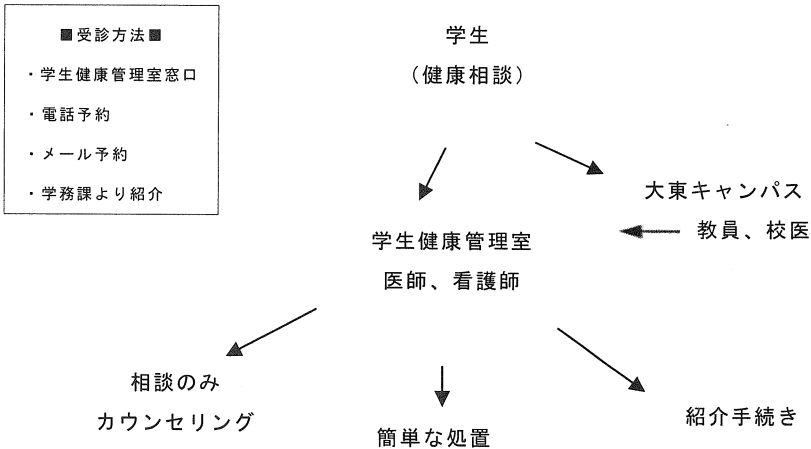 ■受診方法■
・学生健康管理室窓口
・電話予約
・メール予約
・学務課より紹介
学生
（健康相談）
大東キャンパス
教員、校医
学生健康管理室
医師、看護師
相談のみ
カウンセリング
簡単な処置
紹介手続き